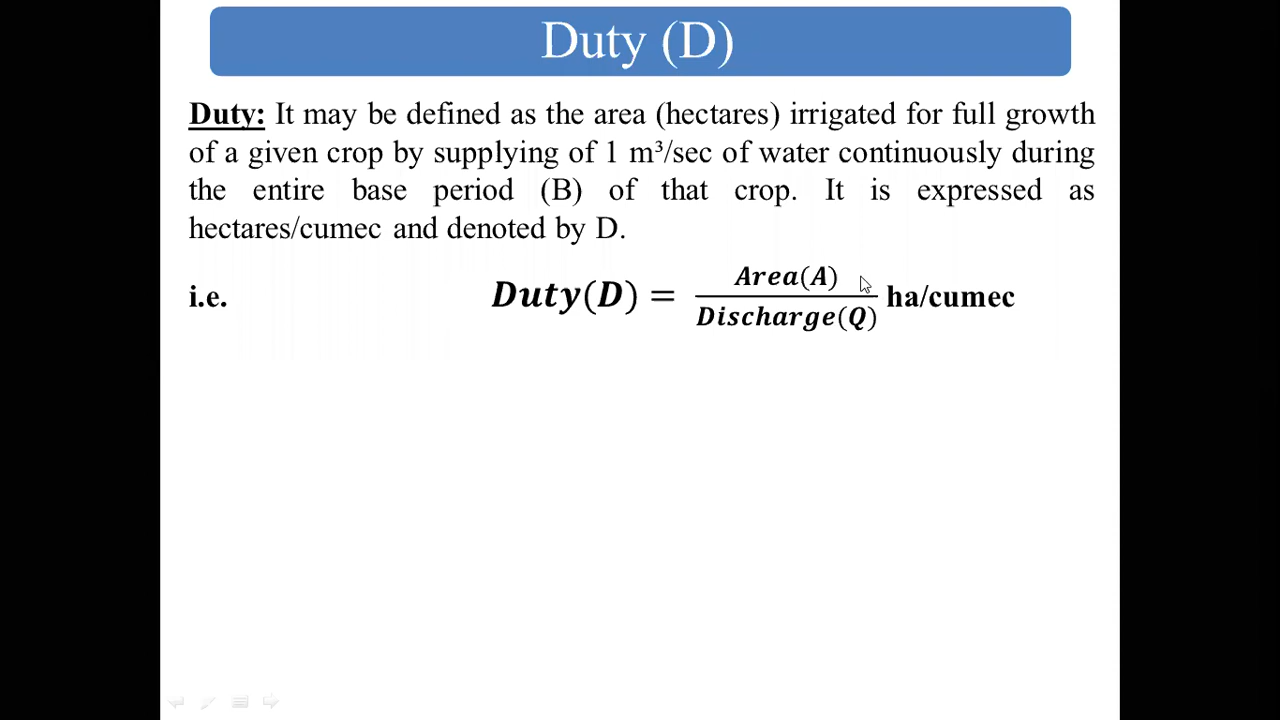 Duty (D)
Duty: It may be defined as the area (hectares) irrigated for full growth
of a given crop by supplying of 1 m³/sec of water continuously during
the entire base period (B) of that crop. It is expressed as
hectares/cumec and denoted by D.
i.e. Duty(D) = Area(A) / Discharge(Q) ha/cumec